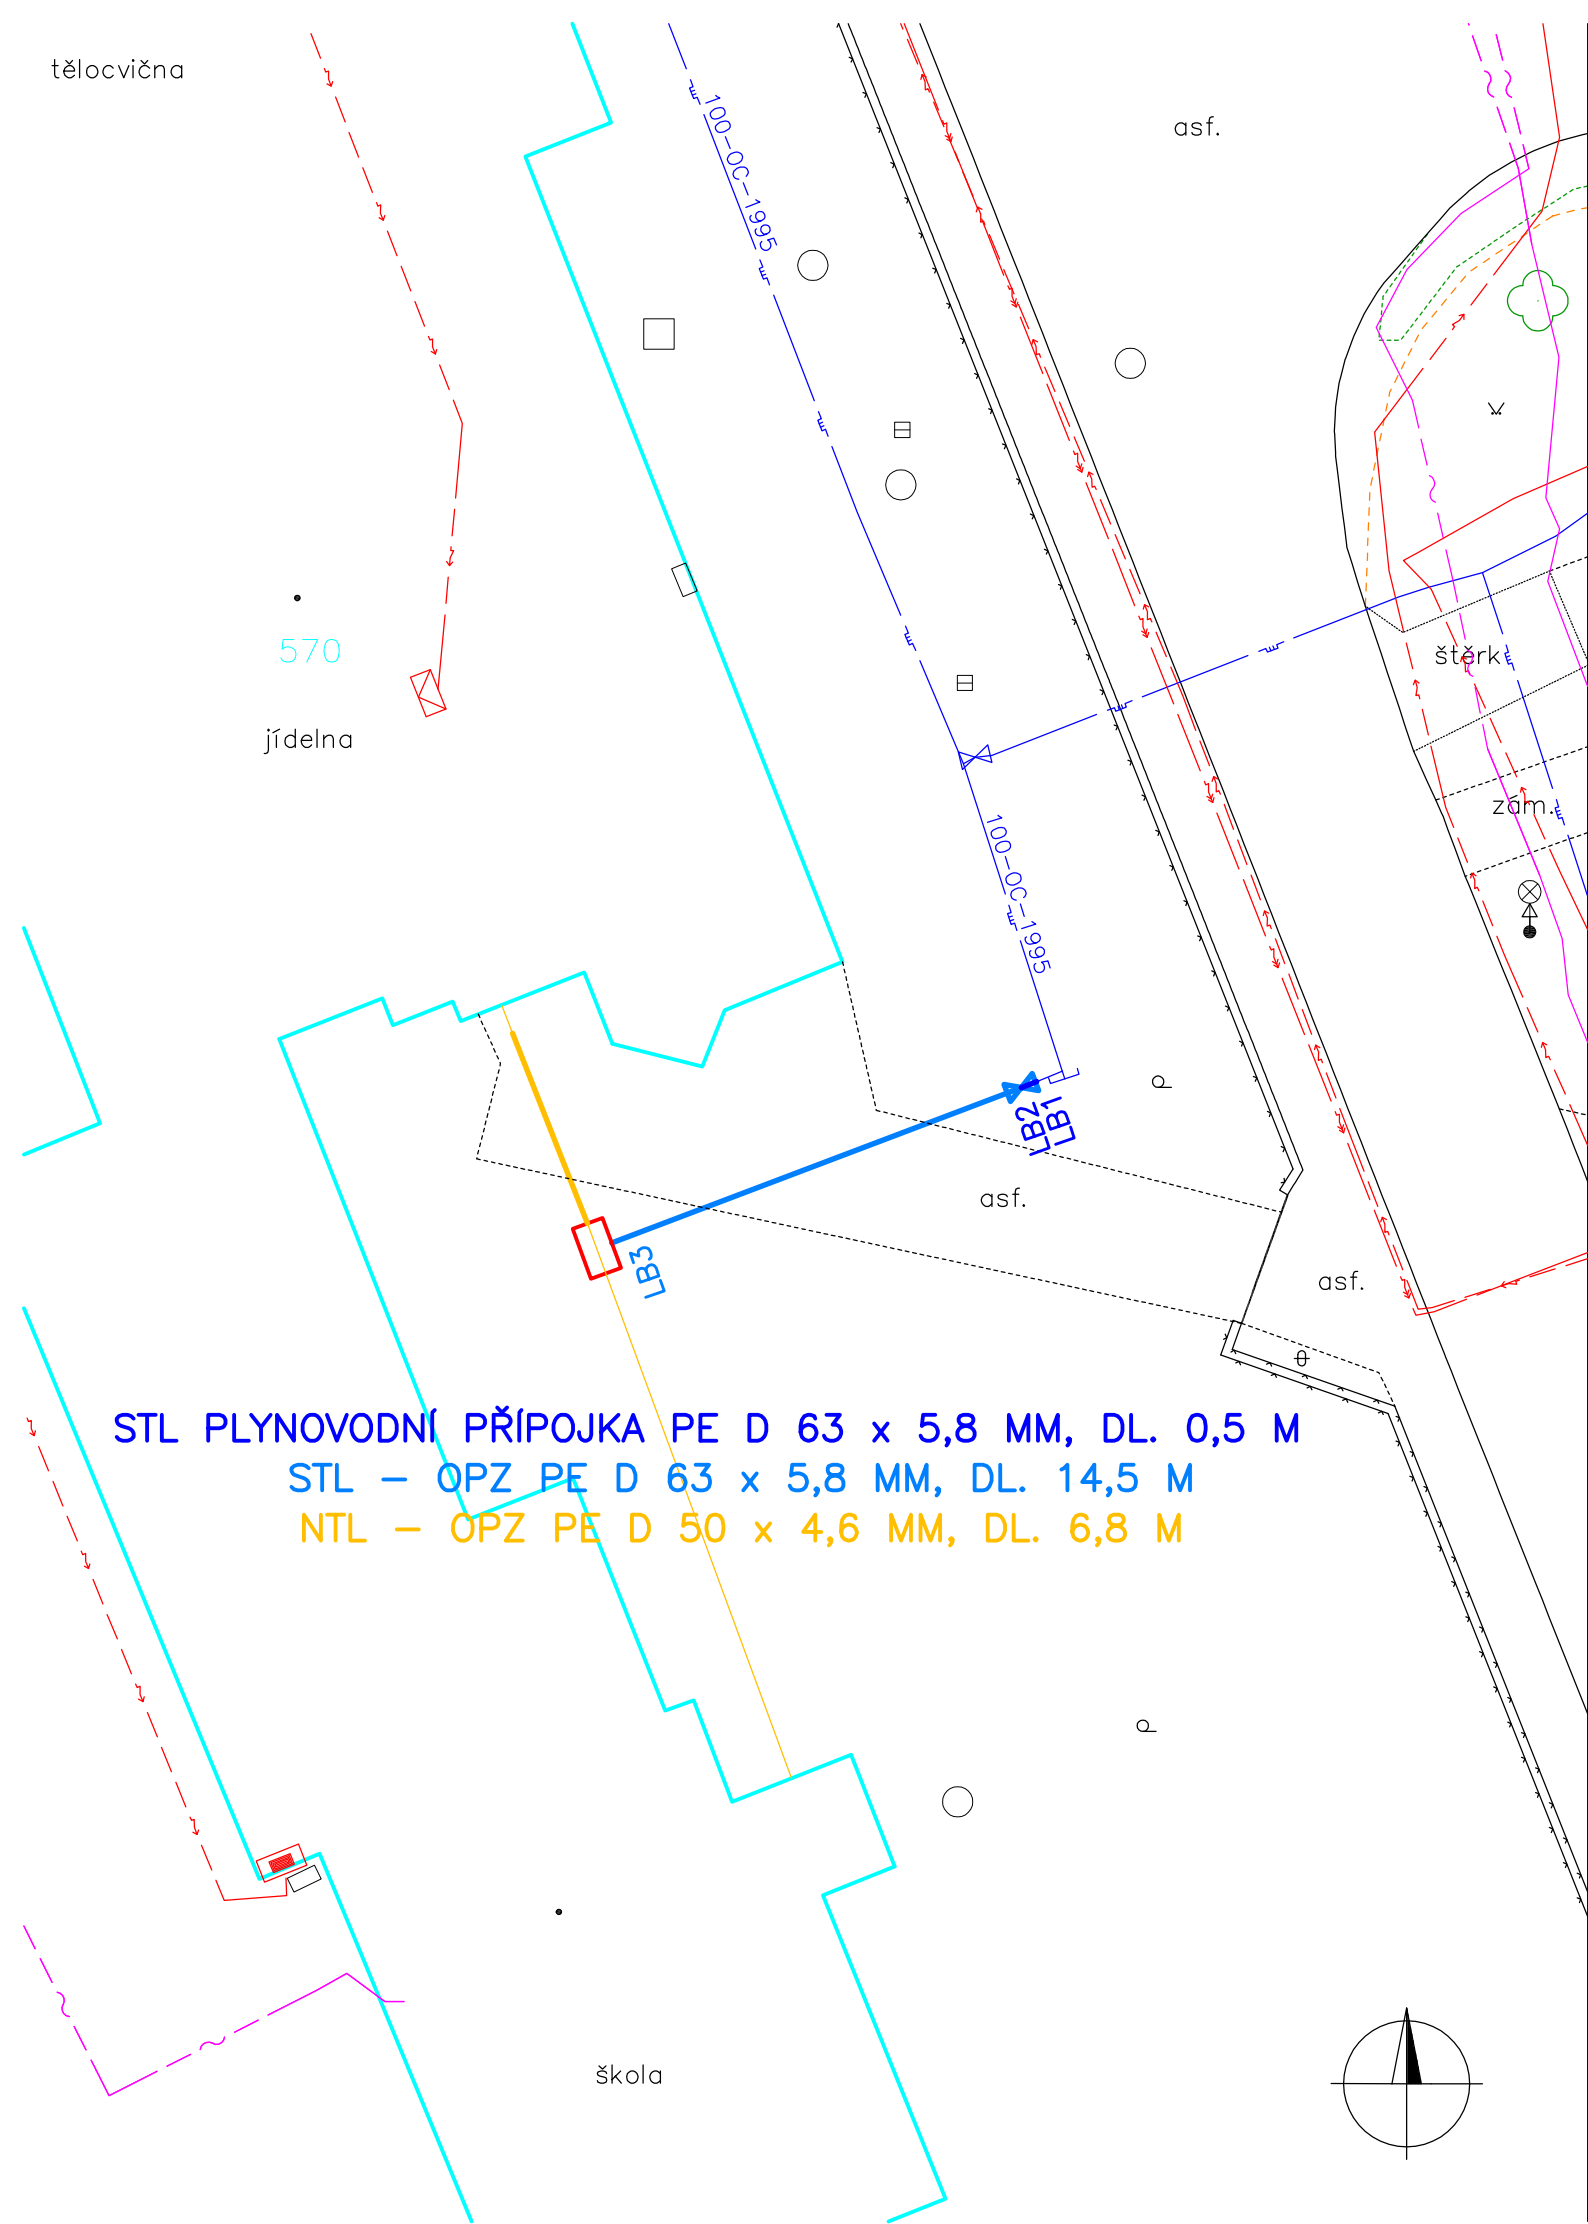 tělocvična
asf.
100-OC-1995
570
jídelna
štěrk
zám.
100-OC-1995
LB2
LB1
asf.
LB3
asf.
STL PLYNOVODNÍ PŘÍPOJKA PE D 63 x 5,8 MM, DL. 0,5 M
STL - OPZ PE D 63 x 5,8 MM, DL. 14,5 M
NTL - OPZ PE D 50 x 4,6 MM, DL. 6,8 M
škola